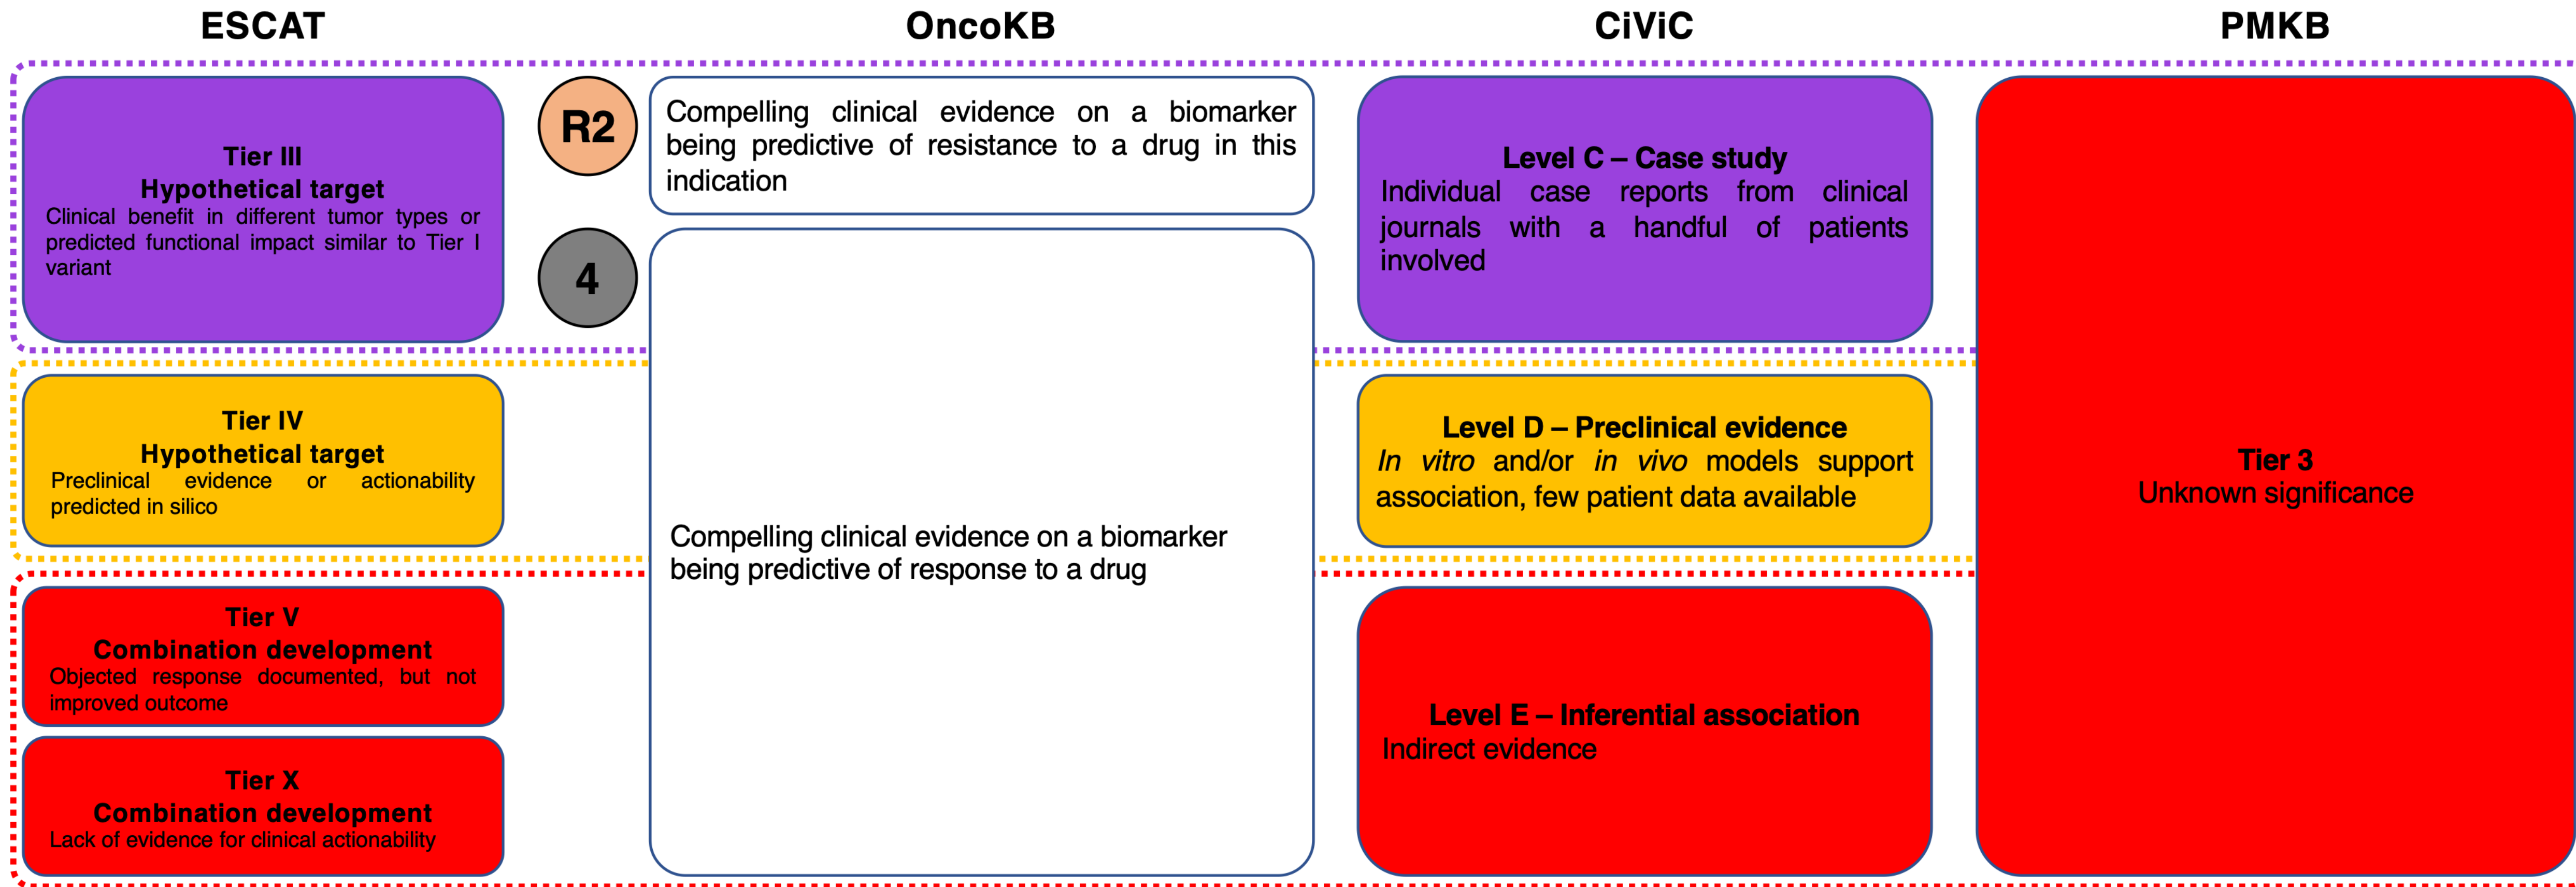 ESCAT
OncoKB
CiViC
PMKB
Tier III
Hypothetical target
Clinical benefit in different tumor types or
predicted functional impact similar to Tier I
variant
R2
Compelling clinical evidence on a biomarker
being predictive of resistance to a drug in this
indication
4
Compelling clinical evidence on a biomarker
being predictive of response to a drug
Level C – Case study
Individual case reports from clinical
journals with a handful of patients
involved
Tier IV
Hypothetical target
Preclinical evidence or actionability
predicted in silico
Level D – Preclinical evidence
In vitro and/or in vivo models support
association, few patient data available
Tier 3
Unknown significance
Tier V
Combination development
Objected response documented, but not
improved outcome
Tier X
Combination development
Lack of evidence for clinical actionability
Level E – Inferential association
Indirect evidence